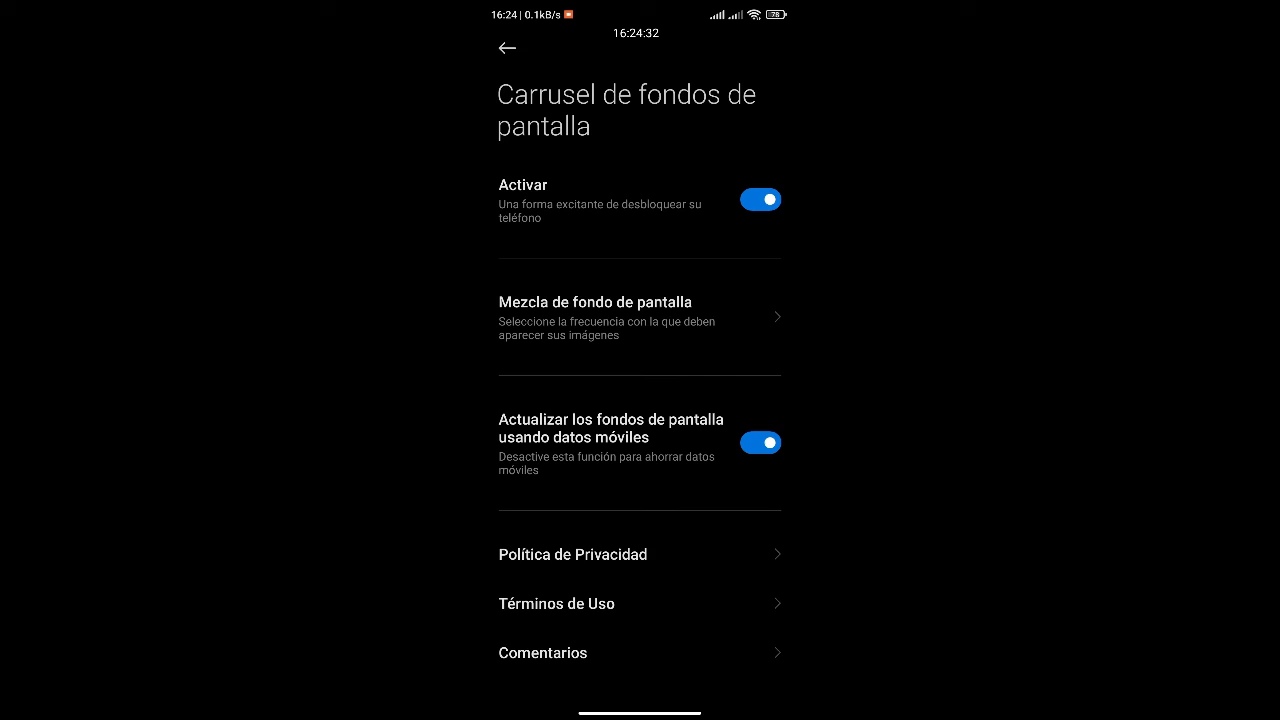 16:24 | 0.1kB/s
78
16:24:32
Carrusel de fondos de
pantalla
Activar
Una forma excitante de desbloquear su
teléfono
Mezcla de fondo de pantalla
Seleccione la frecuencia con la que deben
aparecer sus imágenes
Actualizar los fondos de pantalla
usando datos móviles
Desactive esta función para ahorrar datos
móviles
Política de Privacidad
Términos de Uso
Comentarios